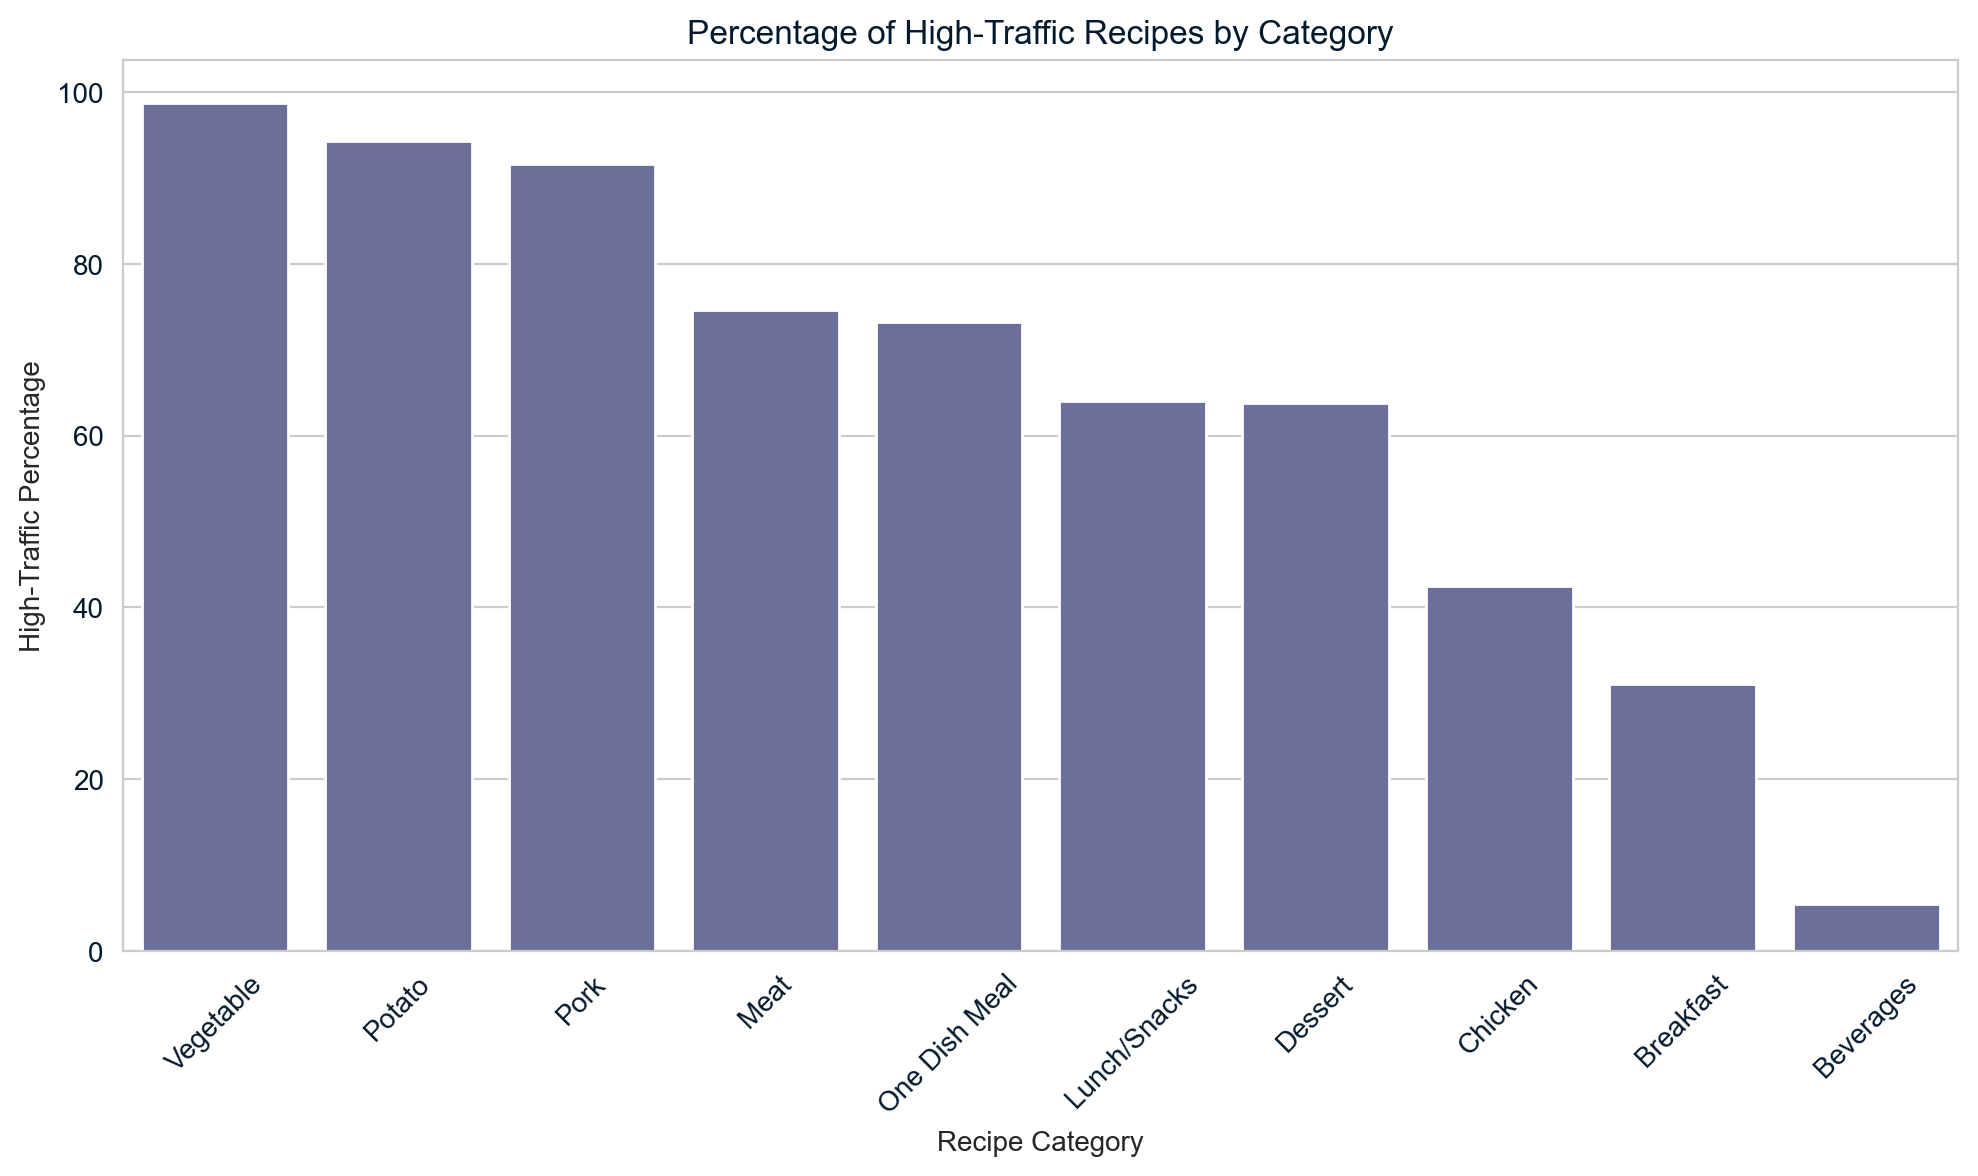 Percentage of High-Traffic Recipes by Category
High-Traffic Percentage
100
80
60
40
20
0
Vegetable
Potato
Pork
Meat
One Dish Meal
Lunch/Snacks
Dessert
Chicken
Breakfast
Beverages
Recipe Category